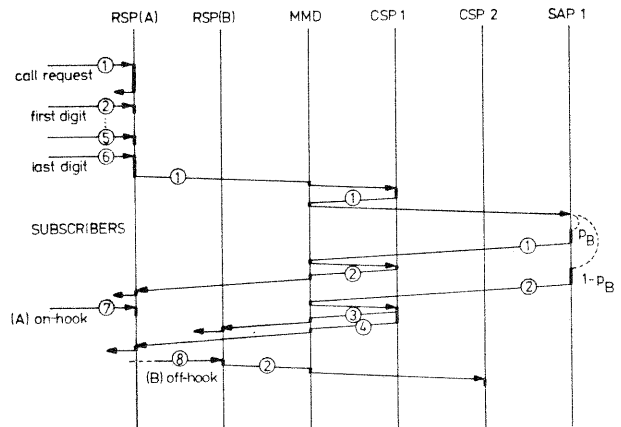 RSP(A) RSP(B) MMD CSP 1 CSP 2 SAP 1
1
call request
2
first digit
5
6
last digit
1
1
SUBSCRIBERS
p_B
1
2
1-p_B
2
7
(A) on-hook
3
4
8
2
(B) off-hook